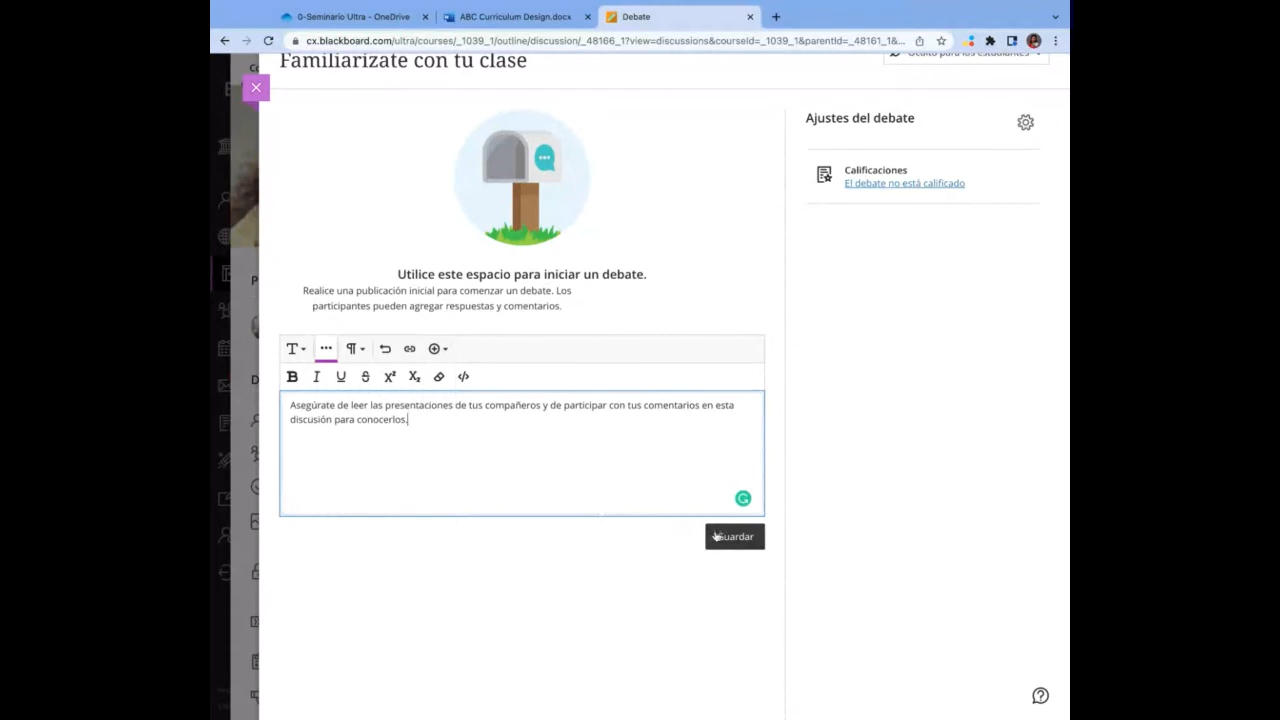 0-Seminario Ultra - OneDrive
ABC Curriculum Design.docx
Debate
cx.blackboard.com/ultra/courses/_1039_1/outline/discussion/_48166_1?view=discussions&courseId=_1039_1&parentId=_48161_1&...
Familiarízate con tu clase
Oculto para los estudiantes
Ajustes del debate
Calificaciones
El debate no está calificado
Utilice este espacio para iniciar un debate.
Realice una publicación inicial para comenzar un debate. Los
participantes pueden agregar respuestas y comentarios.
Asegúrate de leer las presentaciones de tus compañeros y de participar con tus comentarios en esta
discusión para conocerlos.
Guardar